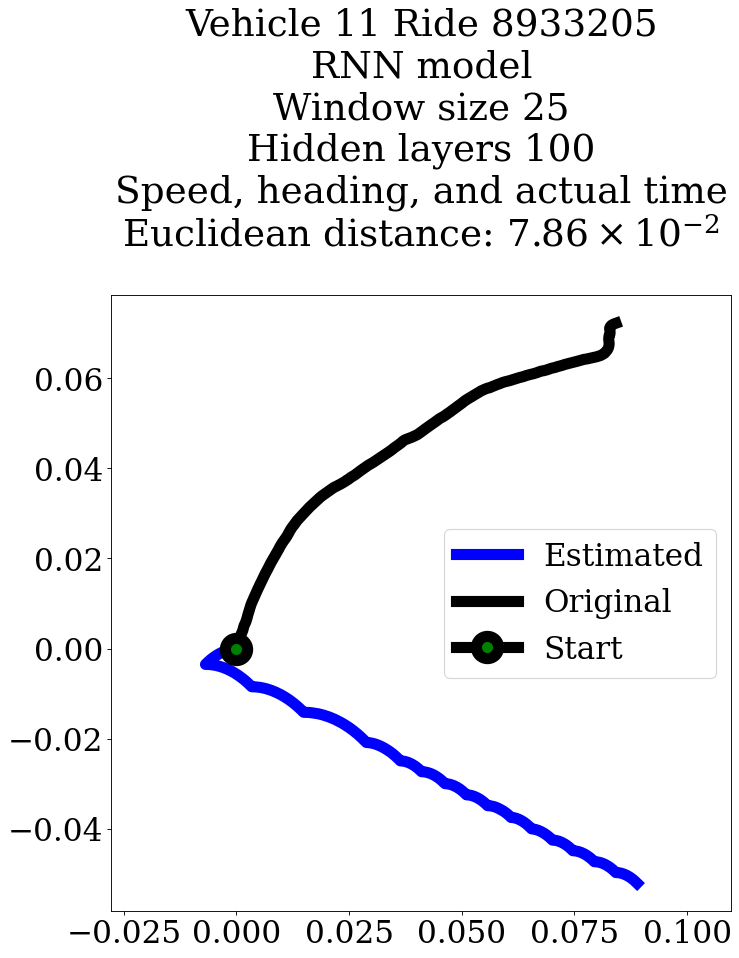 Vehicle 11 Ride 8933205
RNN model
Window size 25
Hidden layers 100
Speed, heading, and actual time
Euclidean distance: 7.86 × 10⁻²
0.06
0.04
0.02
0.00
−0.02
−0.04
Estimated
Original
Start
−0.025 0.000 0.025 0.050 0.075 0.100